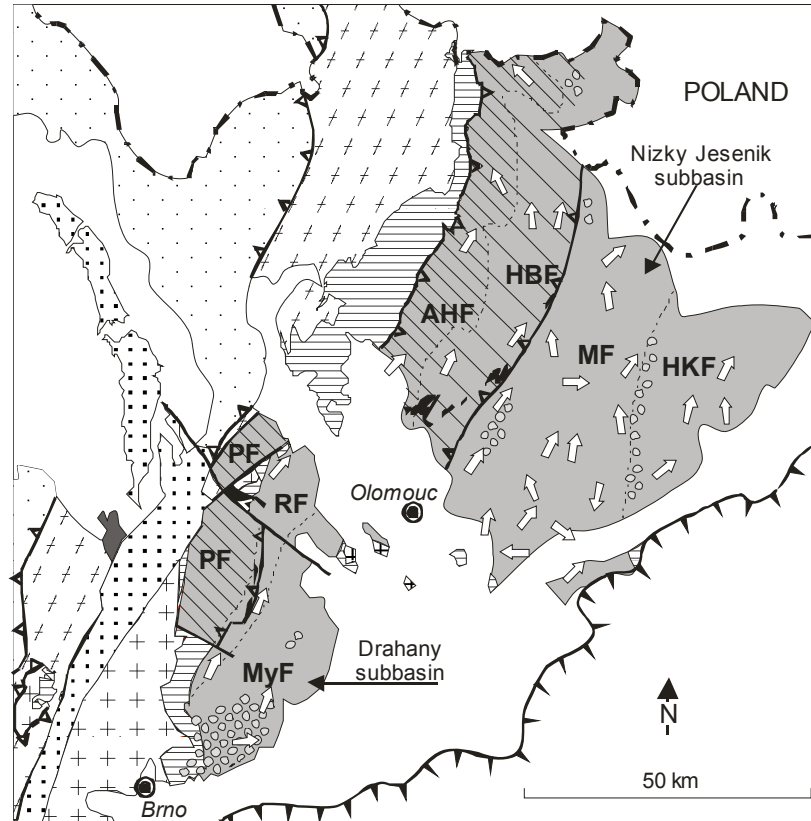 POLAND
Nizky Jesenik
subbasin
HBF
AHF
MF
HKF
PF
Olomouc
RF
PF
Drahany
subbasin
MyF
N
50 km
Brno